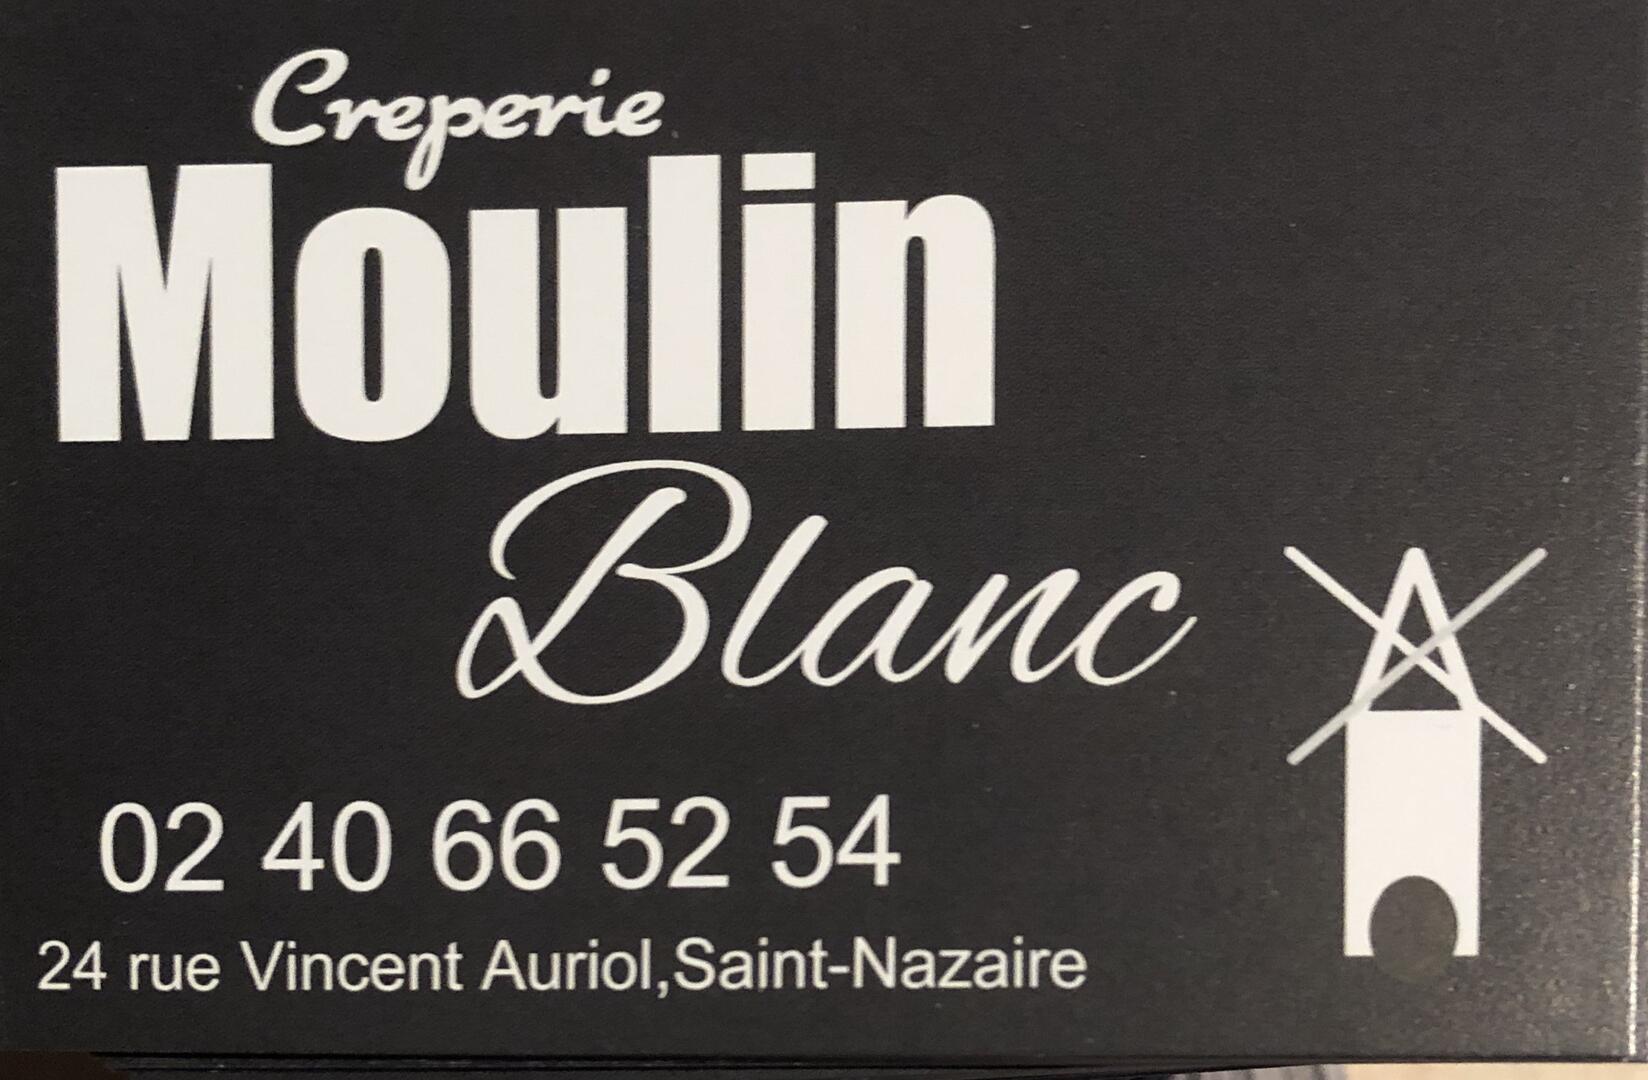 Creperie
Moulin
Blanc
02 40 66 52 54
24 rue Vincent Auriol,Saint-Nazaire